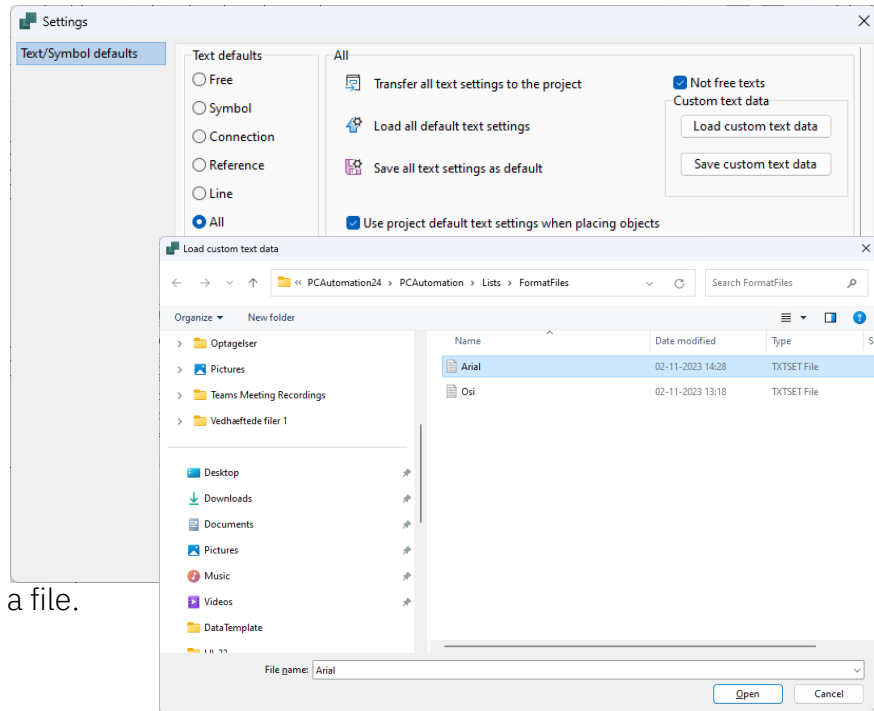 Settings
Text/Symbol defaults
Text defaults
Free
Symbol
Connection
Reference
Line
All
All
Transfer all text settings to the project
Load all default text settings
Save all text settings as default
Use project default text settings when placing objects
Not free texts
Custom text data
Load custom text data
Save custom text data
Load custom text data
« PCAutomation24 › PCAutomation › Lists › FormatFiles
Search FormatFiles
Organize New folder
Optagelser
Pictures
Teams Meeting Recordings
Vedhæftede filer 1
Desktop
Downloads
Documents
Pictures
Music
Videos
DataTemplate
Name Date modified Type S
Arial 02-11-2023 14:28 TXTSET File
Osi 02-11-2023 13:18 TXTSET File
File name: Arial
Open Cancel
a file.